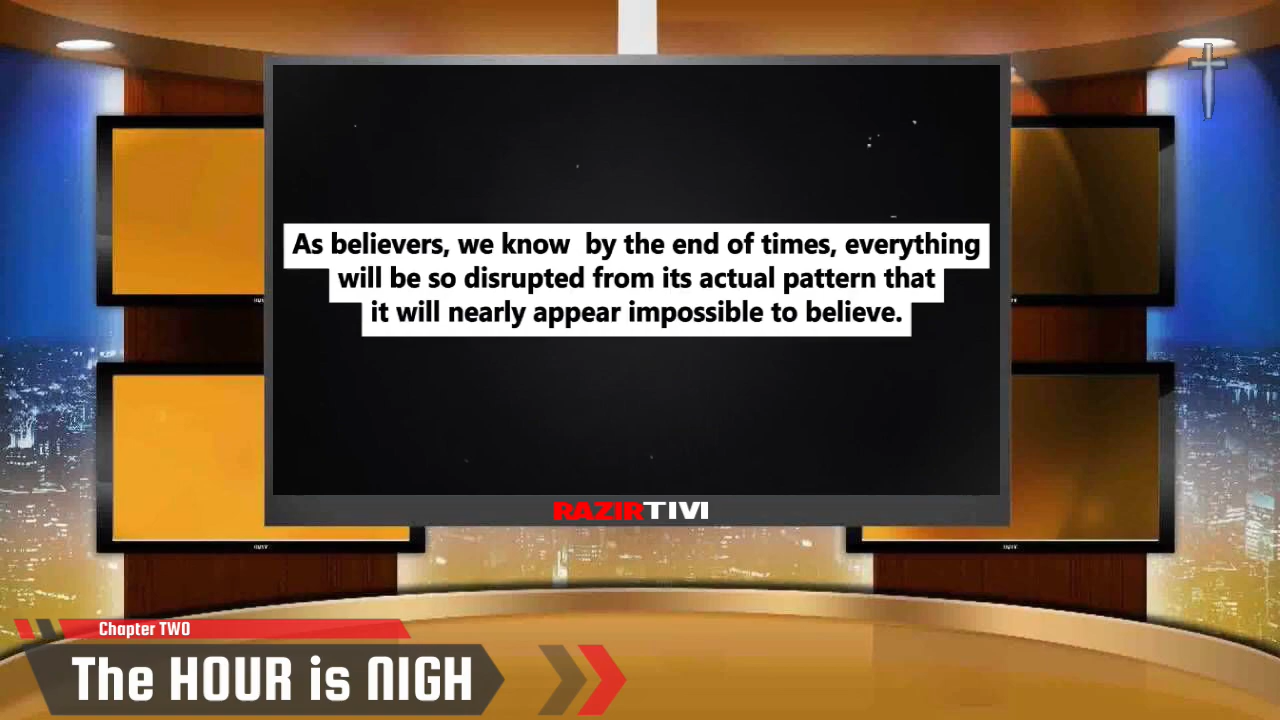 As believers, we know  by the end of times, everything
will be so disrupted from its actual pattern that
it will nearly appear impossible to believe.
RAZIRTIVI
Chapter TWO
The HOUR is NIGH